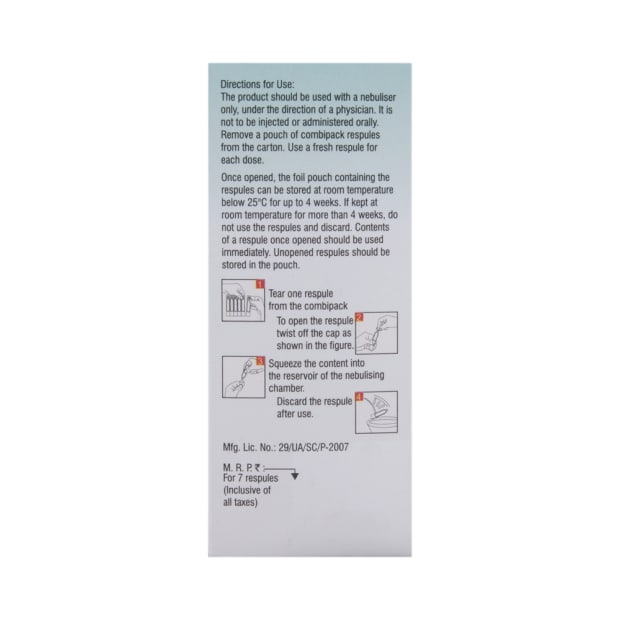 Directions for Use:
The product should be used with a nebuliser
only, under the direction of a physician. It is
not to be injected or administered orally.
Remove a pouch of combipack respules
from the carton. Use a fresh respule for
each dose.
Once opened, the foil pouch containing the
respules can be stored at room temperature
below 25°C for up to 4 weeks. If kept at
room temperature for more than 4 weeks, do
not use the respules and discard. Contents
of a respule once opened should be used
immediately. Unopened respules should be
stored in the pouch.
1
Tear one respule
from the combipack
2
To open the respule
twist off the cap as
shown in the figure.
3
Squeeze the content into
the reservoir of the nebulising
chamber.
4
Discard the respule
after use.
Mfg. Lic. No.: 29/UA/SC/P-2007
M. R. P. ₹ :
For 7 respules
(Inclusive of
all taxes)